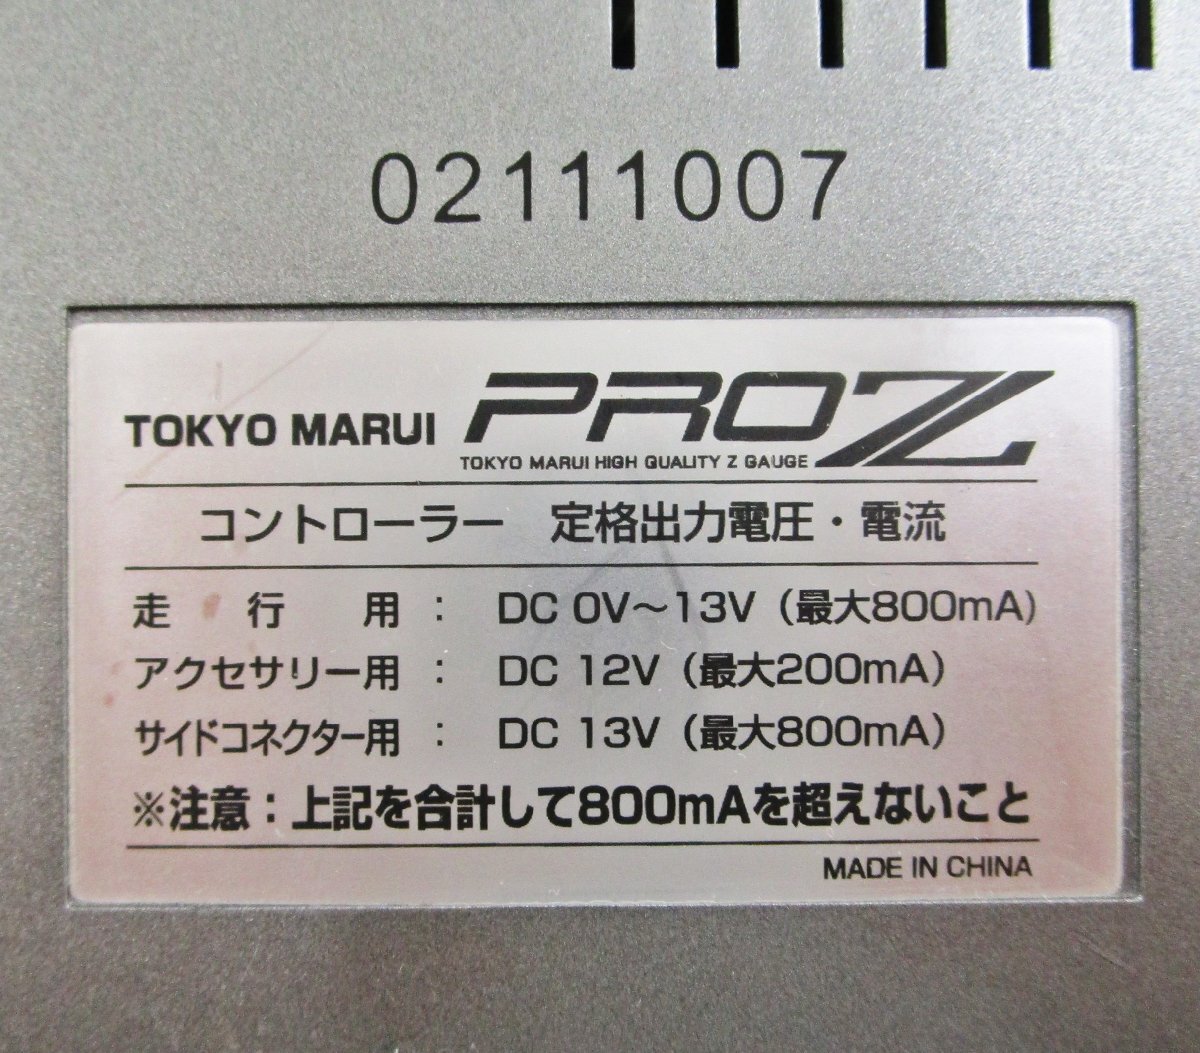 02111007
TOKYO MARUI PROZ
TOKYO MARUI HIGH QUALITY Z GAUGE
コントローラー 定格出力電圧・電流
走行用： DC 0V～13V（最大800mA）
アクセサリー用： DC 12V（最大200mA）
サイドコネクター用： DC 13V（最大800mA）
※注意：上記を合計して800mAを超えないこと
MADE IN CHINA